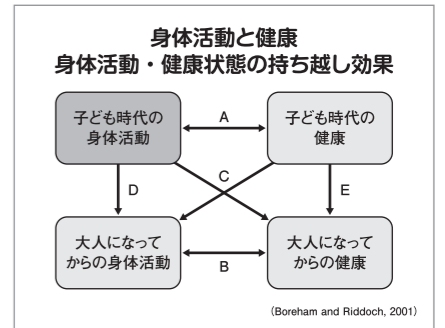 身体活動と健康
身体活動・健康状態の持ち越し効果
子ども時代の
身体活動
A
子ども時代の
健康
C
D
E
大人になって
からの身体活動
B
大人になって
からの健康
(Boreham and Riddoch, 2001)